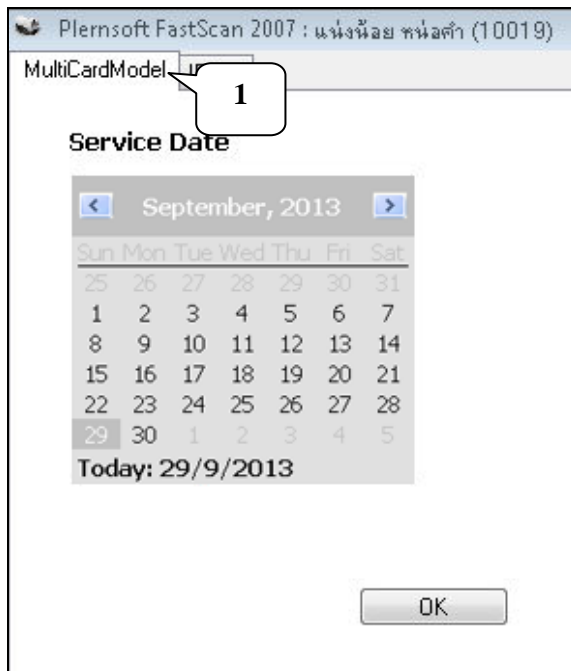 Plernsoft FastScan 2007 : แน่งน้อย หน่อคำ (10019)
MultiCardModel
1
Service Date
September, 2013
Sun Mon Tue Wed Thu Fri Sat
25 26 27 28 29 30 31
1 2 3 4 5 6 7
8 9 10 11 12 13 14
15 16 17 18 19 20 21
22 23 24 25 26 27 28
29 30 1 2 3 4 5
Today: 29/9/2013
OK